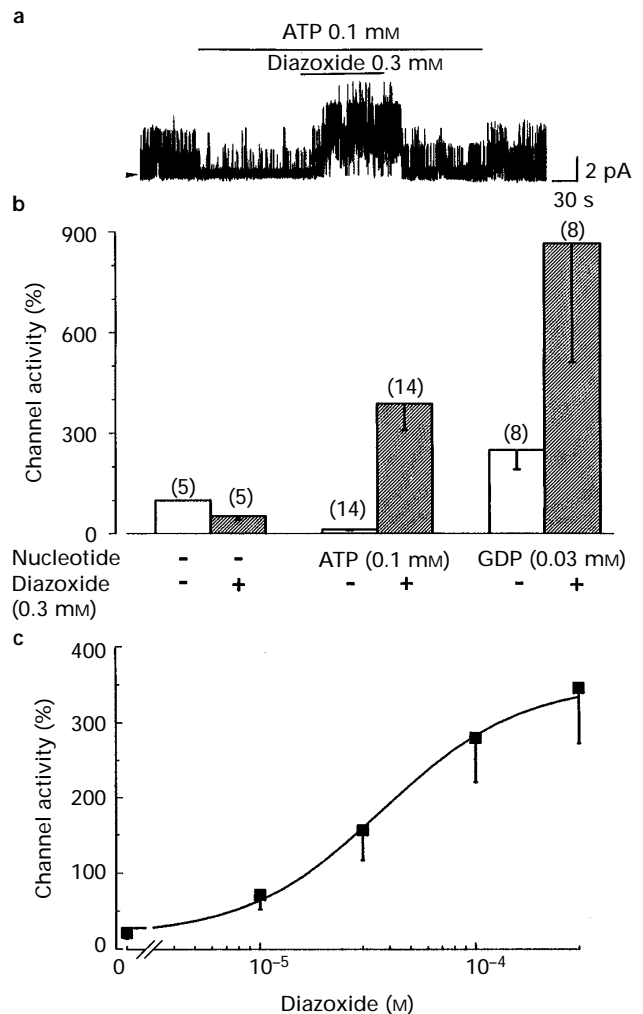 a
ATP 0.1 mM
Diazoxide 0.3 mM
2 pA
30 s
b
900
600
300
0
Channel activity (%)
(5)
(5)
(14)
(14)
(8)
(8)
Nucleotide - - ATP (0.1 mM) GDP (0.03 mM)
Diazoxide - + - + - +
(0.3 mM)
c
400
300
200
100
0
Channel activity (%)
0 10⁻⁵ 10⁻⁴
Diazoxide (M)